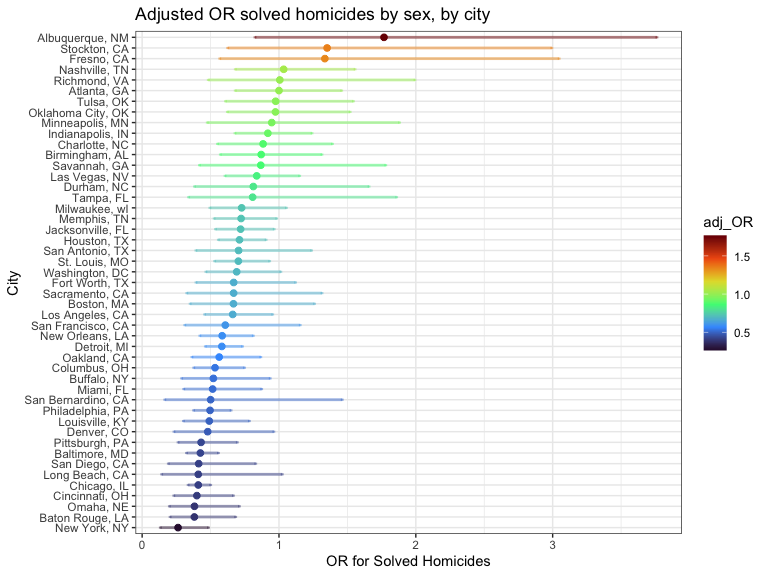 Adjusted OR solved homicides by sex, by city
Albuquerque, NM
Stockton, CA
Fresno, CA
Nashville, TN
Richmond, VA
Atlanta, GA
Tulsa, OK
Oklahoma City, OK
Minneapolis, MN
Indianapolis, IN
Charlotte, NC
Birmingham, AL
Savannah, GA
Las Vegas, NV
Durham, NC
Tampa, FL
Milwaukee, wI
Memphis, TN
Jacksonville, FL
Houston, TX
San Antonio, TX
St. Louis, MO
Washington, DC
Fort Worth, TX
Sacramento, CA
Boston, MA
Los Angeles, CA
San Francisco, CA
New Orleans, LA
Detroit, MI
Oakland, CA
Columbus, OH
Buffalo, NY
Miami, FL
San Bernardino, CA
Philadelphia, PA
Louisville, KY
Denver, CO
Pittsburgh, PA
Baltimore, MD
San Diego, CA
Long Beach, CA
Chicago, IL
Cincinnati, OH
Omaha, NE
Baton Rouge, LA
New York, NY
City
0 1 2 3
OR for Solved Homicides
adj_OR
1.5
1.0
0.5